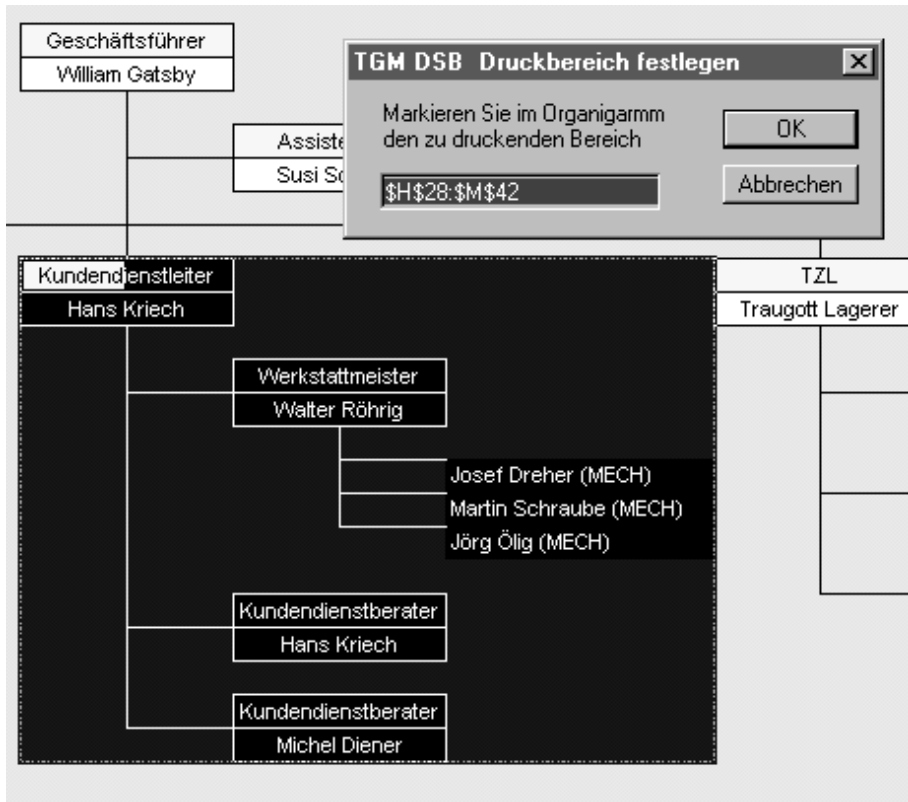 Geschäftsführer
William Gatsby
TGM DSB Druckbereich festlegen
Markieren Sie im Organigarmm
den zu druckenden Bereich
OK
$H$28:$M$42
Abbrechen
Susi
Kundendienstleiter
Hans Kriech
TZL
Traugott Lagerer
Werkstattmeister
Walter Röhrig
Josef Dreher (MECH)
Martin Schraube (MECH)
Jörg Ölig (MECH)
Kundendienstberater
Hans Kriech
Kundendienstberater
Michel Diener